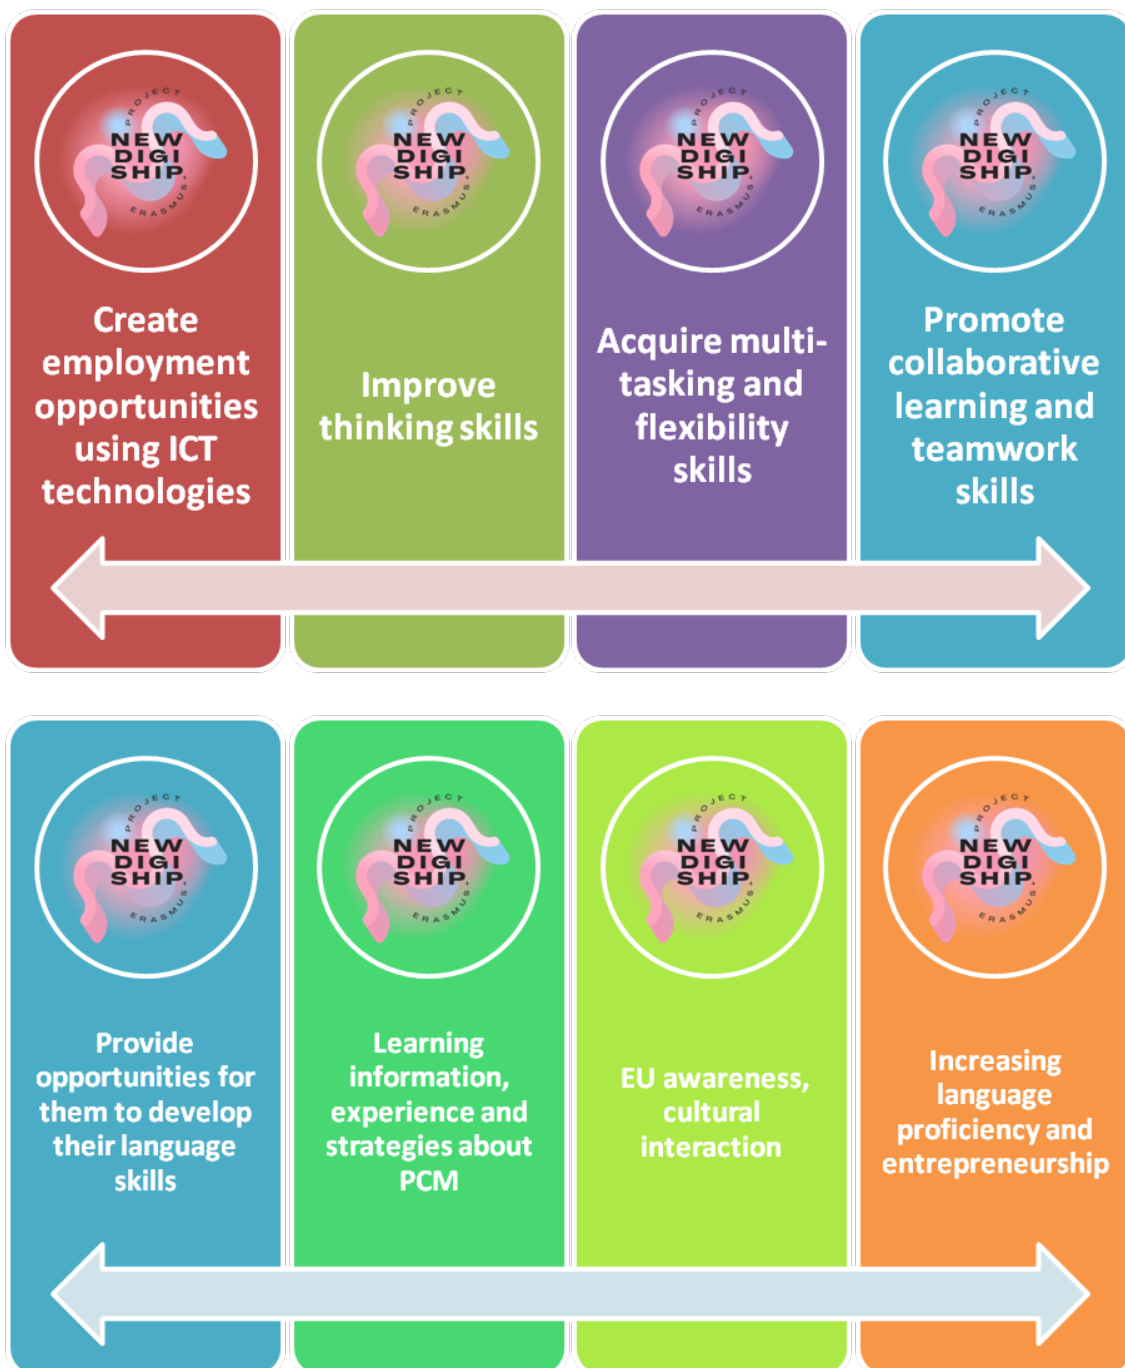 PROJECT
NEW
DIGI
SHIP
ERASMUS+
Create
employment
opportunities
using ICT
technologies
PROJECT
NEW
DIGI
SHIP
ERASMUS+
Improve
thinking skills
PROJECT
NEW
DIGI
SHIP
ERASMUS+
Acquire multi-
tasking and
flexibility
skills
PROJECT
NEW
DIGI
SHIP
ERASMUS+
Promote
collaborative
learning and
teamwork
skills
PROJECT
NEW
DIGI
SHIP
ERASMUS+
Provide
opportunities for
them to develop
their language
skills
PROJECT
NEW
DIGI
SHIP
ERASMUS+
Learning
information,
experience and
strategies about
PCM
PROJECT
NEW
DIGI
SHIP
ERASMUS+
EU awareness,
cultural
interaction
PROJECT
NEW
DIGI
SHIP
ERASMUS+
Increasing
language
proficiency and
entrepreneurship